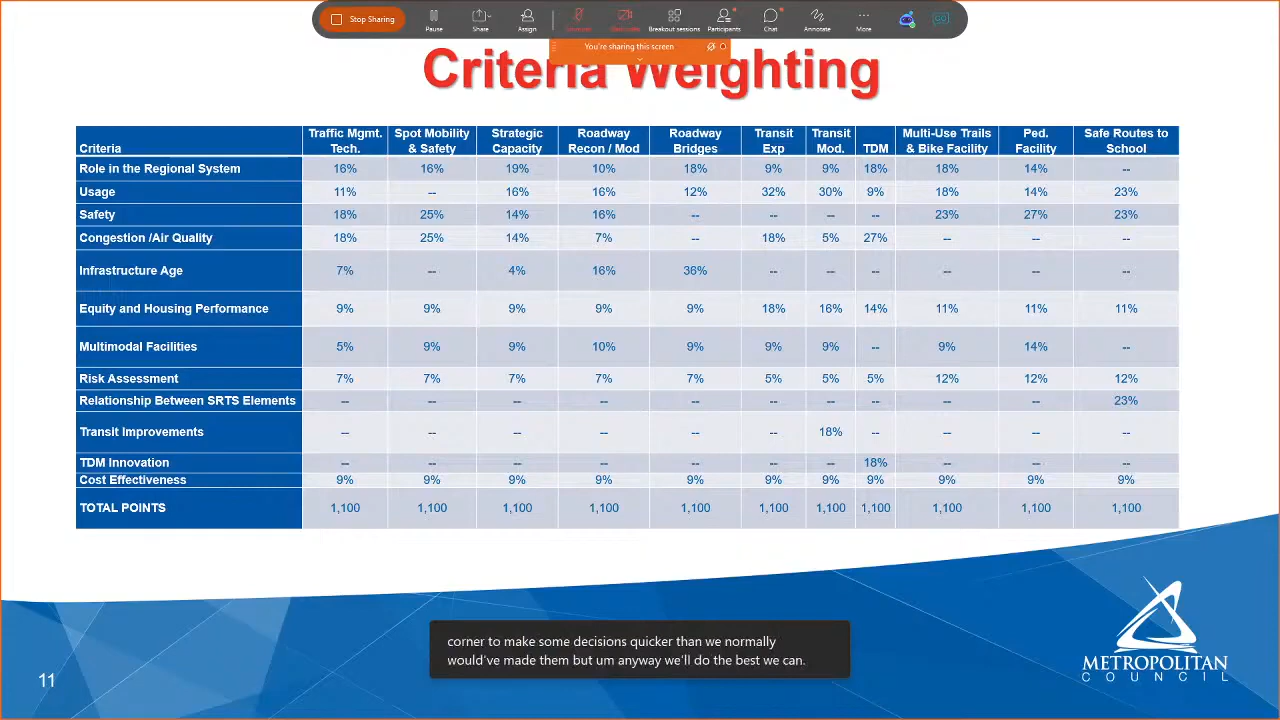 Stop Sharing
Pause
Share
Assign
Breakout sessions
Participants
Chat
Annotate
More
You're sharing this screen
Criteria Weighting
Criteria Traffic Mgmt. Tech. Spot Mobility & Safety Strategic Capacity Roadway Recon / Mod Roadway Bridges Transit Exp Transit Mod. TDM Multi-Use Trails & Bike Facility Ped. Facility Safe Routes to School
Role in the Regional System 16% 16% 19% 10% 18% 9% 9% 18% 18% 14% --
Usage 11% -- 16% 16% 12% 32% 30% 9% 18% 14% 23%
Safety 18% 25% 14% 16% -- -- -- -- 23% 27% 23%
Congestion /Air Quality 18% 25% 14% 7% -- 18% 5% 27% -- -- --
Infrastructure Age 7% -- 4% 16% 36% -- -- -- -- -- --
Equity and Housing Performance 9% 9% 9% 9% 9% 18% 16% 14% 11% 11% 11%
Multimodal Facilities 5% 9% 9% 10% 9% 9% 9% -- 9% 14% --
Risk Assessment 7% 7% 7% 7% 7% 5% 5% 5% 12% 12% 12%
Relationship Between SRTS Elements -- -- -- -- -- -- -- -- -- -- 23%
Transit Improvements -- -- -- -- -- -- 18% -- -- -- --
TDM Innovation -- -- -- -- -- -- -- 18% -- -- --
Cost Effectiveness 9% 9% 9% 9% 9% 9% 9% 9% 9% 9% 9%
TOTAL POINTS 1,100 1,100 1,100 1,100 1,100 1,100 1,100 1,100 1,100 1,100 1,100
corner to make some decisions quicker than we normally
would've made them but um anyway we'll do the best we can.
11
METROPOLITAN
COUNCIL